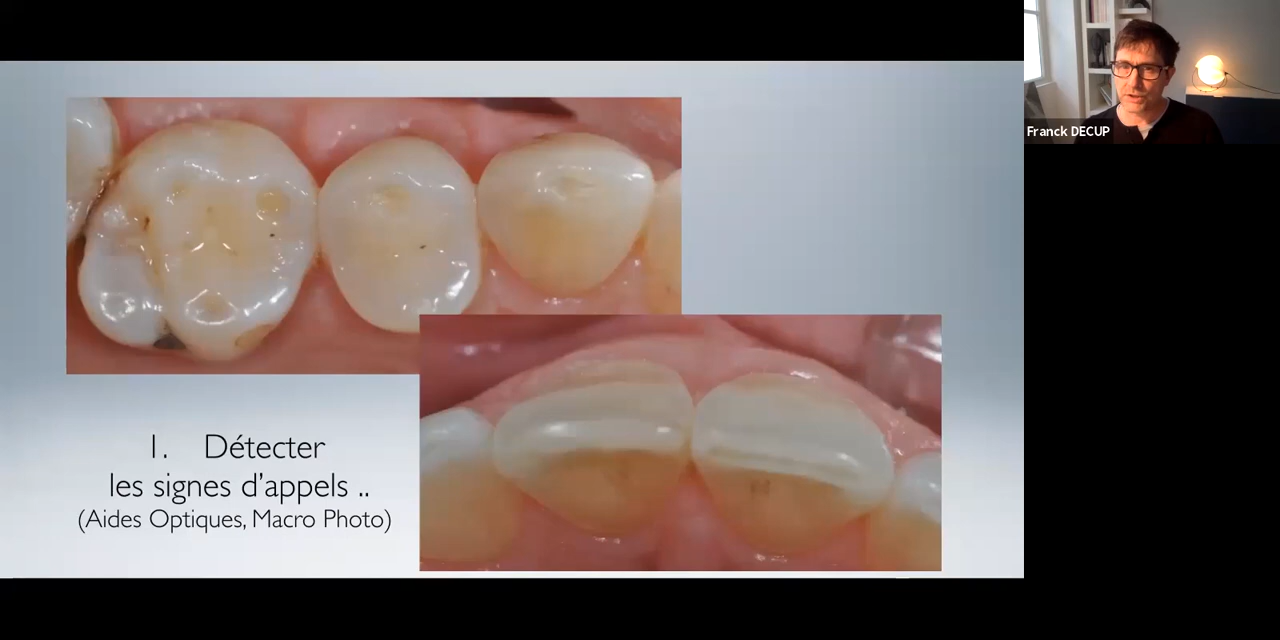 Franck DECUP
1. Détecter
les signes d'appels ..
(Aides Optiques, Macro Photo)